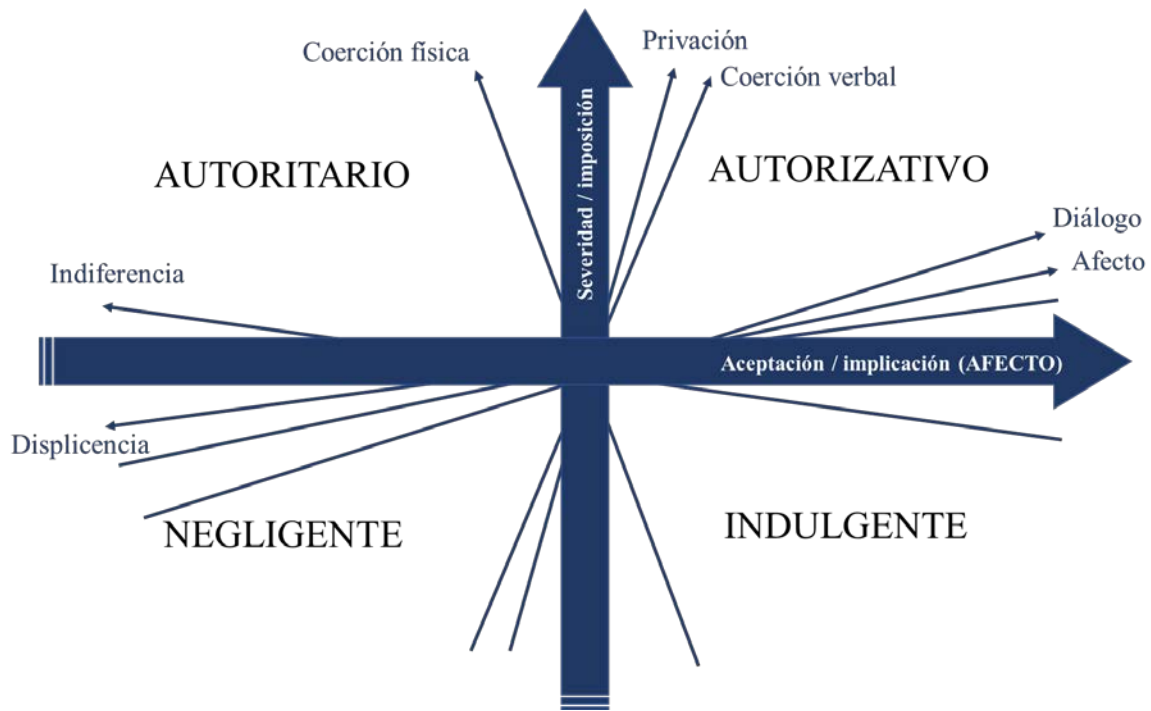 Privación
Coerción física
Coerción verbal
Severidad / imposición
AUTORITARIO
AUTORIZATIVO
Diálogo
Afecto
Indiferencia
Aceptación / implicación (AFECTO)
Displicencia
NEGLIGENTE
INDULGENTE